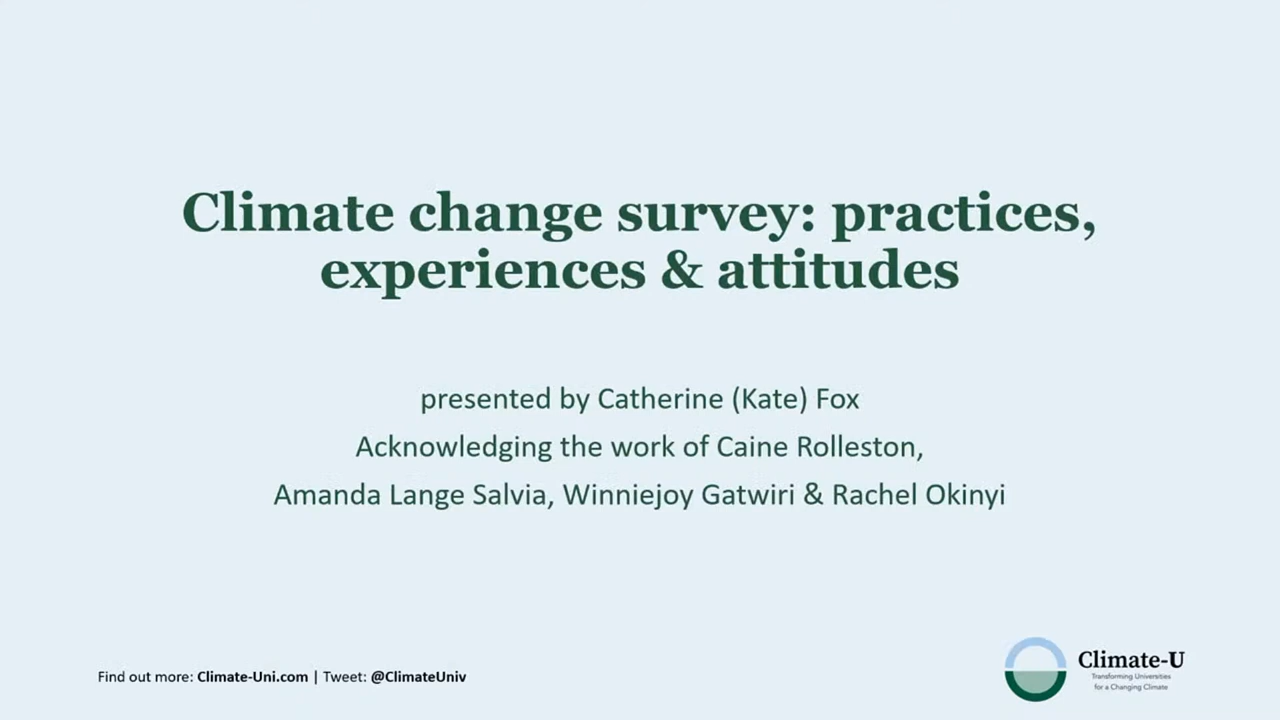 Climate change survey: practices,
experiences & attitudes
presented by Catherine (Kate) Fox
Acknowledging the work of Caine Rolleston,
Amanda Lange Salvia, Winniejoy Gatwiri & Rachel Okinyi
Find out more: Climate-Uni.com | Tweet: @ClimateUniv
Climate-U
Transforming Universities
for a Changing Climate